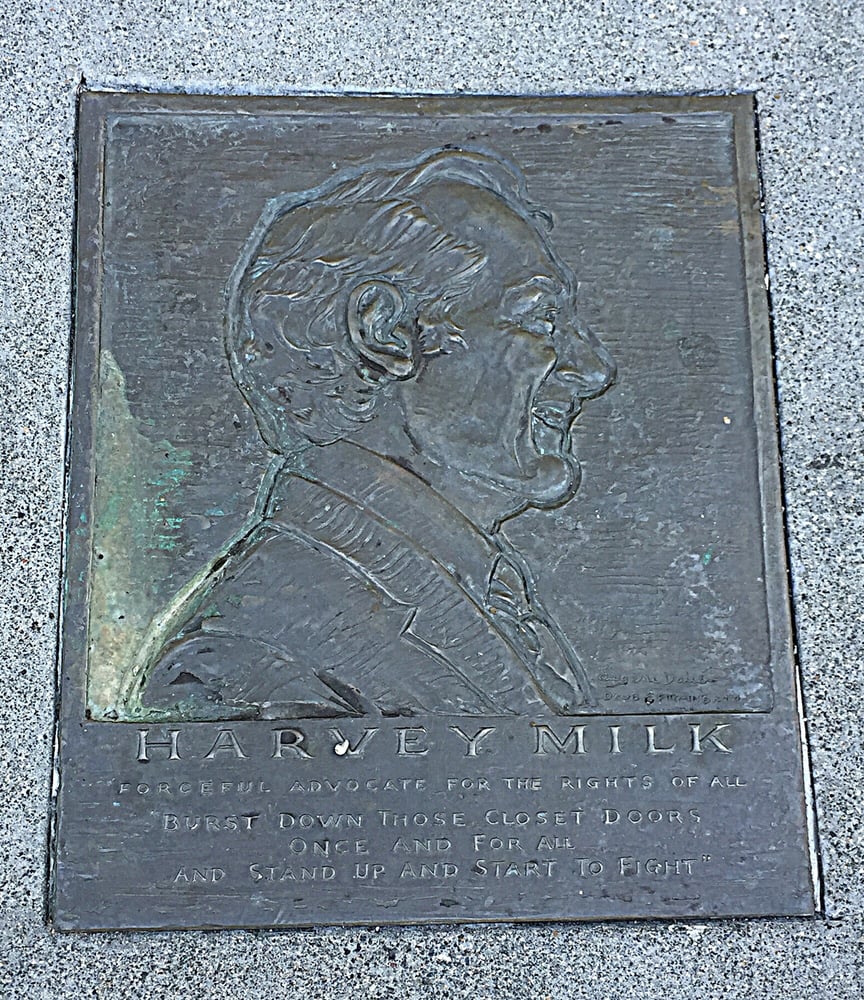 HARVEY MILK
FORCEFUL ADVOCATE FOR THE RIGHTS OF ALL
"BURST DOWN THOSE CLOSET DOORS
ONCE AND FOR ALL
AND STAND UP AND START TO FIGHT"